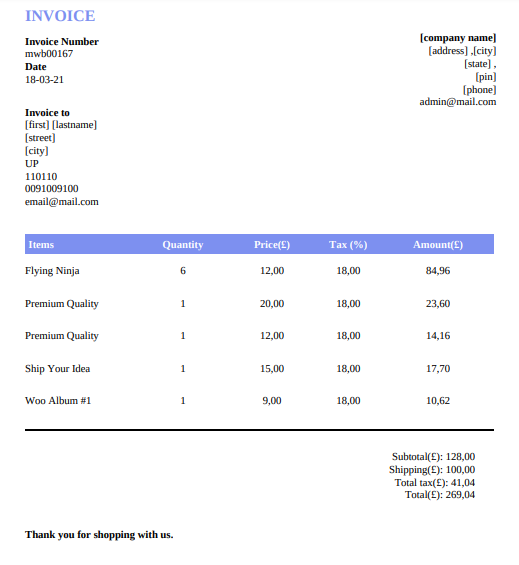 INVOICE
Invoice Number
mwb00167
Date
18-03-21
[company name]
[address] ,[city]
[state] ,
[pin]
[phone]
admin@mail.com
Invoice to
[first] [lastname]
[street]
[city]
UP
110110
0091009100
email@mail.com
Items Quantity Price(£) Tax (%) Amount(£)
Flying Ninja 6 12,00 18,00 84,96
Premium Quality 1 20,00 18,00 23,60
Premium Quality 1 12,00 18,00 14,16
Ship Your Idea 1 15,00 18,00 17,70
Woo Album #1 1 9,00 18,00 10,62
Subtotal(£): 128,00
Shipping(£): 100,00
Total tax(£): 41,04
Total(£): 269,04
Thank you for shopping with us.